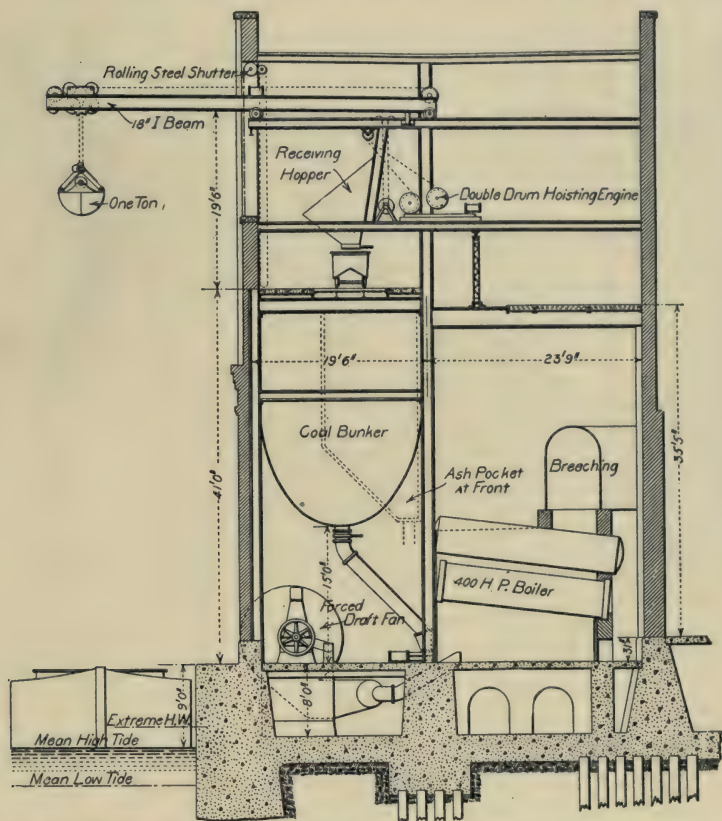 Rolling Steel Shutter
18" I Beam
Receiving
Hopper
Double Drum Hoisting Engine
One Ton
19'6"
19'6"
23'9"
Coal Bunker
Breeching
Ash Pocket
At Front
35'5"
41'0"
400 H.P. Boiler
15'0"
Forced
Draft Fan
9'0"
8'0"
Extreme H.W.
Mean High Tide
Mean Low Tide